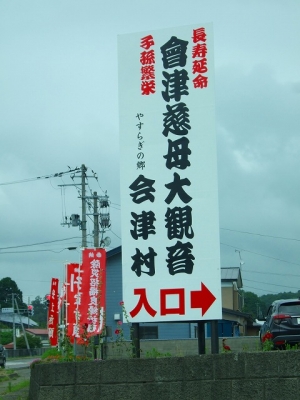 長寿延命
子孫繁栄
會津慈母大観音
やすらぎの郷
会津村
入口→